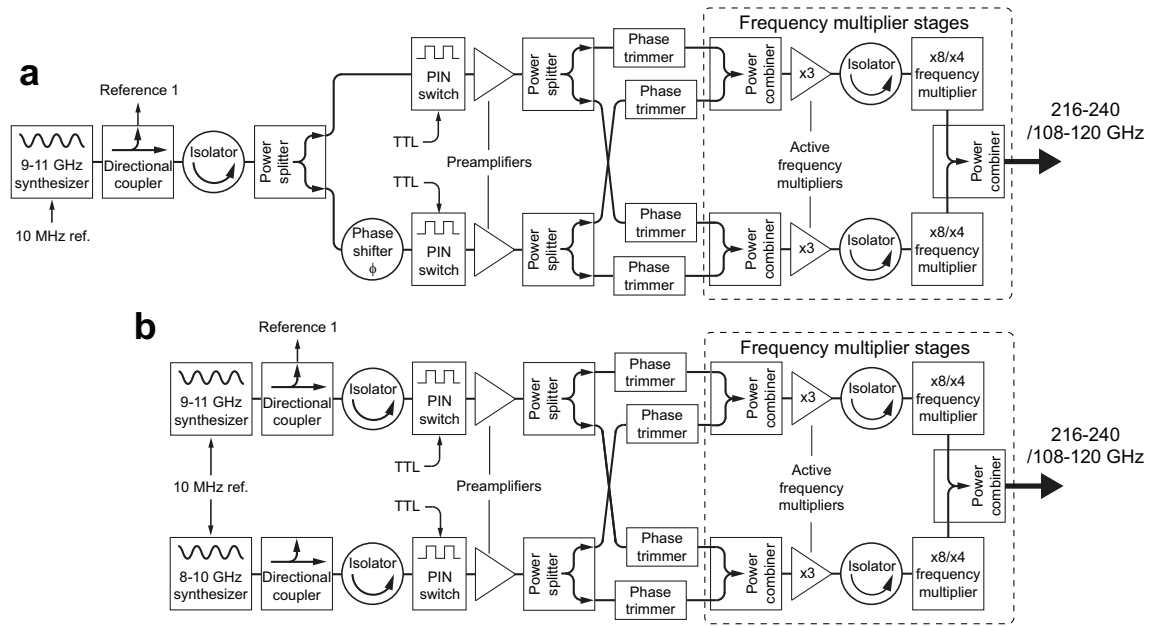 a
Frequency multiplier stages
Reference 1
9-11 GHz
synthesizer
10 MHz ref.
Directional
coupler
Isolator
Power
splitter
Phase
shifter
ϕ
PIN
switch
TTL
TTL
PIN
switch
Preamplifiers
Power
splitter
Power
splitter
Phase
trimmer
Phase
trimmer
Phase
trimmer
Phase
trimmer
Power
combiner
Power
combiner
x3
x3
Active
frequency
multipliers
Isolator
Isolator
x8/x4
frequency
multiplier
x8/x4
frequency
multiplier
Power
combiner
216-240
/108-120 GHz
b
Frequency multiplier stages
Reference 1
9-11 GHz
synthesizer
10 MHz ref.
8-10 GHz
synthesizer
Directional
coupler
Directional
coupler
Isolator
Isolator
PIN
switch
TTL
TTL
PIN
switch
Preamplifiers
Power
splitter
Power
splitter
Phase
trimmer
Phase
trimmer
Phase
trimmer
Phase
trimmer
Power
combiner
Power
combiner
x3
x3
Active
frequency
multipliers
Isolator
Isolator
x8/x4
frequency
multiplier
x8/x4
frequency
multiplier
Power
combiner
216-240
/108-120 GHz